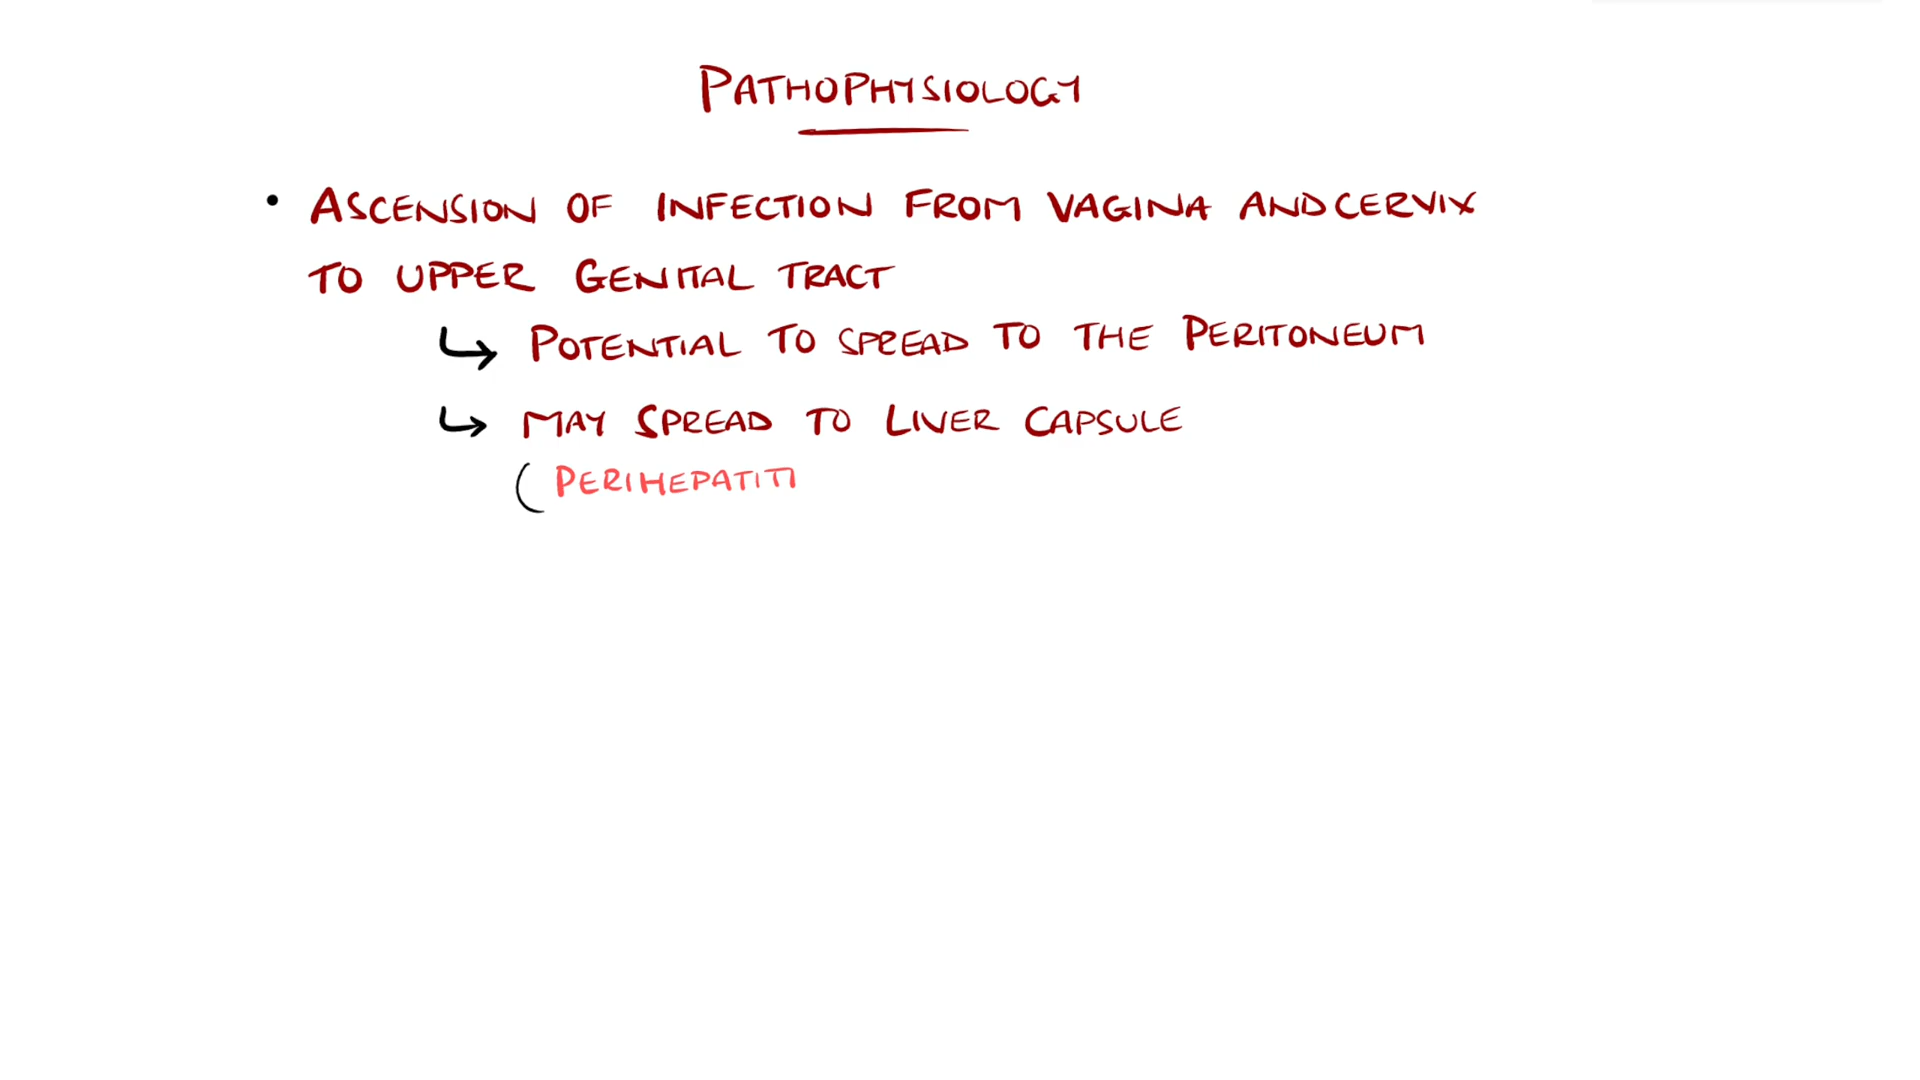 PATHOPHYSIOLOGY
• ASCENSION OF INFECTION FROM VAGINA AND CERVIX
TO UPPER GENITAL TRACT
↳ POTENTIAL TO SPREAD TO THE PERITONEUM
↳ MAY SPREAD TO LIVER CAPSULE
(PERIHEPATITI